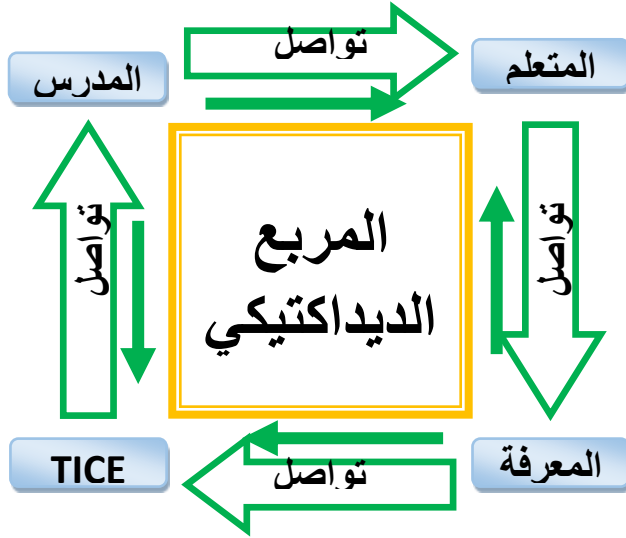 تواصل
المتعلم
المدرس
تواصل
المربع
الديداكتيكي
تواصل
المعرفة
تواصل
TICE